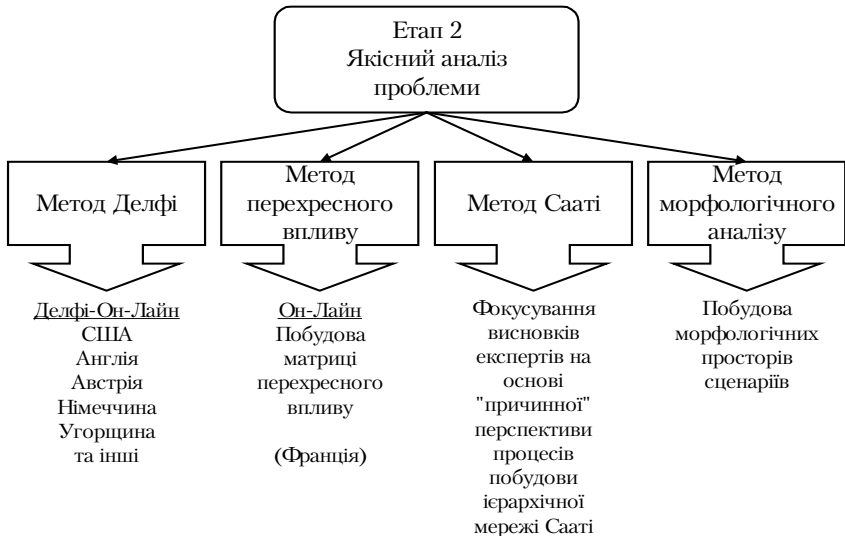 Етап 2
Якісний аналіз
проблеми
Метод Делфі
Метод
перехресного
впливу
Метод Сааті
Метод
морфологічного
аналізу
Делфі-Он-Лайн
США
Англія
Австрія
Німеччина
Угорщина
та інші
Он-Лайн
Побудова
матриці
перехресного
впливу
(Франція)
Фокусування
висновків
експертів на
основі
"причинної"
перспективи
процесів
побудови
ієрархічної
мережі Сааті
Побудова
морфологічних
просторів
сценаріїв